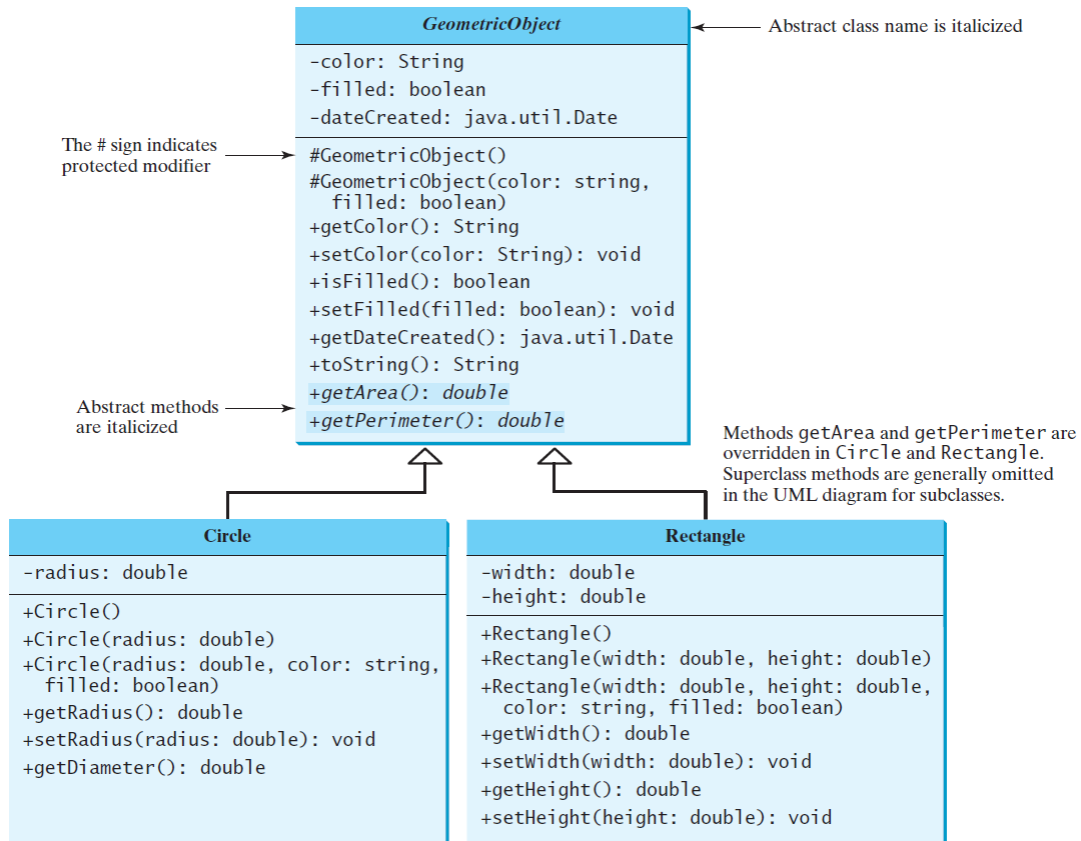 GeometricObject
Abstract class name is italicized
-color: String
-filled: boolean
-dateCreated: java.util.Date
The # sign indicates
protected modifier
#GeometricObject()
#GeometricObject(color: string,
filled: boolean)
+getColor(): String
+setColor(color: String): void
+isFilled(): boolean
+setFilled(filled: boolean): void
+getDateCreated(): java.util.Date
+toString(): String
+getArea(): double
+getPerimeter(): double
Abstract methods
are italicized
Methods getArea and getPerimeter are
overridden in Circle and Rectangle.
Superclass methods are generally omitted
in the UML diagram for subclasses.
Circle
-radius: double
+Circle()
+Circle(radius: double)
+Circle(radius: double, color: string,
filled: boolean)
+getRadius(): double
+setRadius(radius: double): void
+getDiameter(): double
Rectangle
-width: double
-height: double
+Rectangle()
+Rectangle(width: double, height: double)
+Rectangle(width: double, height: double,
color: string, filled: boolean)
+getWidth(): double
+setWidth(width: double): void
+getHeight(): double
+setHeight(height: double): void